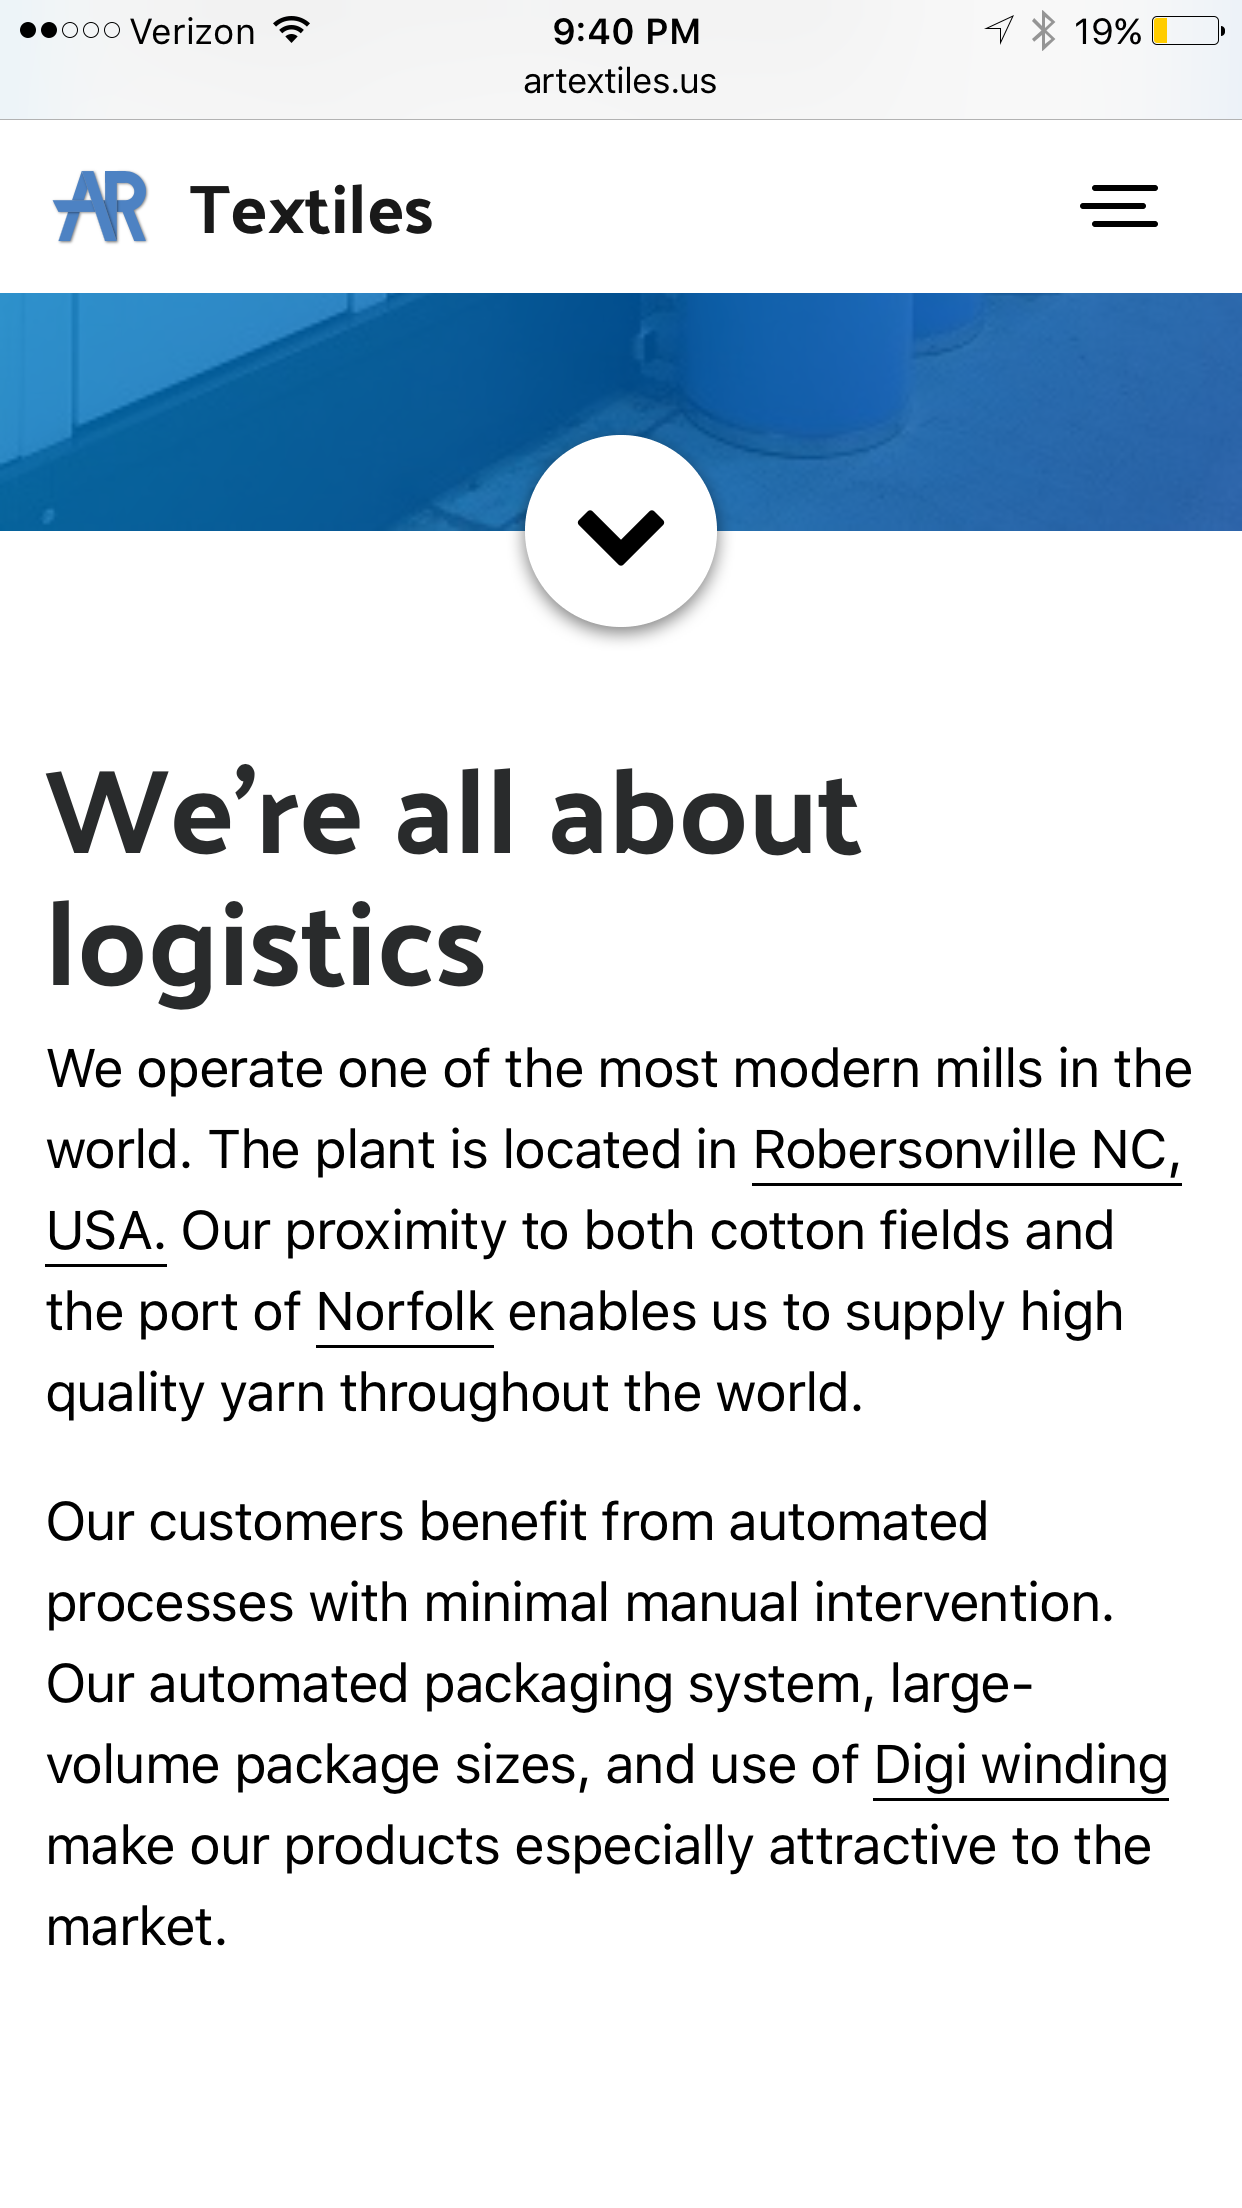 Verizon 9:40 PM 19%
artextiles.us
AR Textiles
We’re all about
logistics
We operate one of the most modern mills in the
world. The plant is located in Robersonville NC,
USA. Our proximity to both cotton fields and
the port of Norfolk enables us to supply high
quality yarn throughout the world.
Our customers benefit from automated
processes with minimal manual intervention.
Our automated packaging system, large-
volume package sizes, and use of Digi winding
make our products especially attractive to the
market.